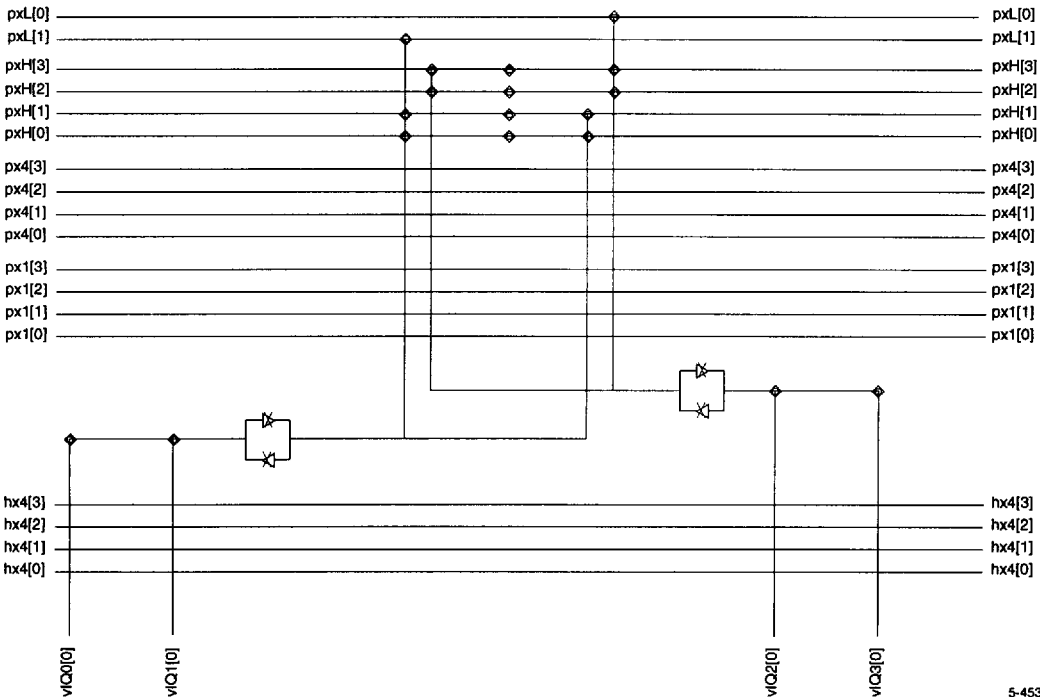 pxL[0] pxL[0]
pxL[1] pxL[1]
pxH[3] pxH[3]
pxH[2] pxH[2]
pxH[1] pxH[1]
pxH[0] pxH[0]
px4[3] px4[3]
px4[2] px4[2]
px4[1] px4[1]
px4[0] px4[0]
px1[3] px1[3]
px1[2] px1[2]
px1[1] px1[1]
px1[0] px1[0]
hx4[3] hx4[3]
hx4[2] hx4[2]
hx4[1] hx4[1]
hx4[0] hx4[0]
vIQ0[0] vIQ1[0] vIQ2[0] vIQ3[0]
5-453